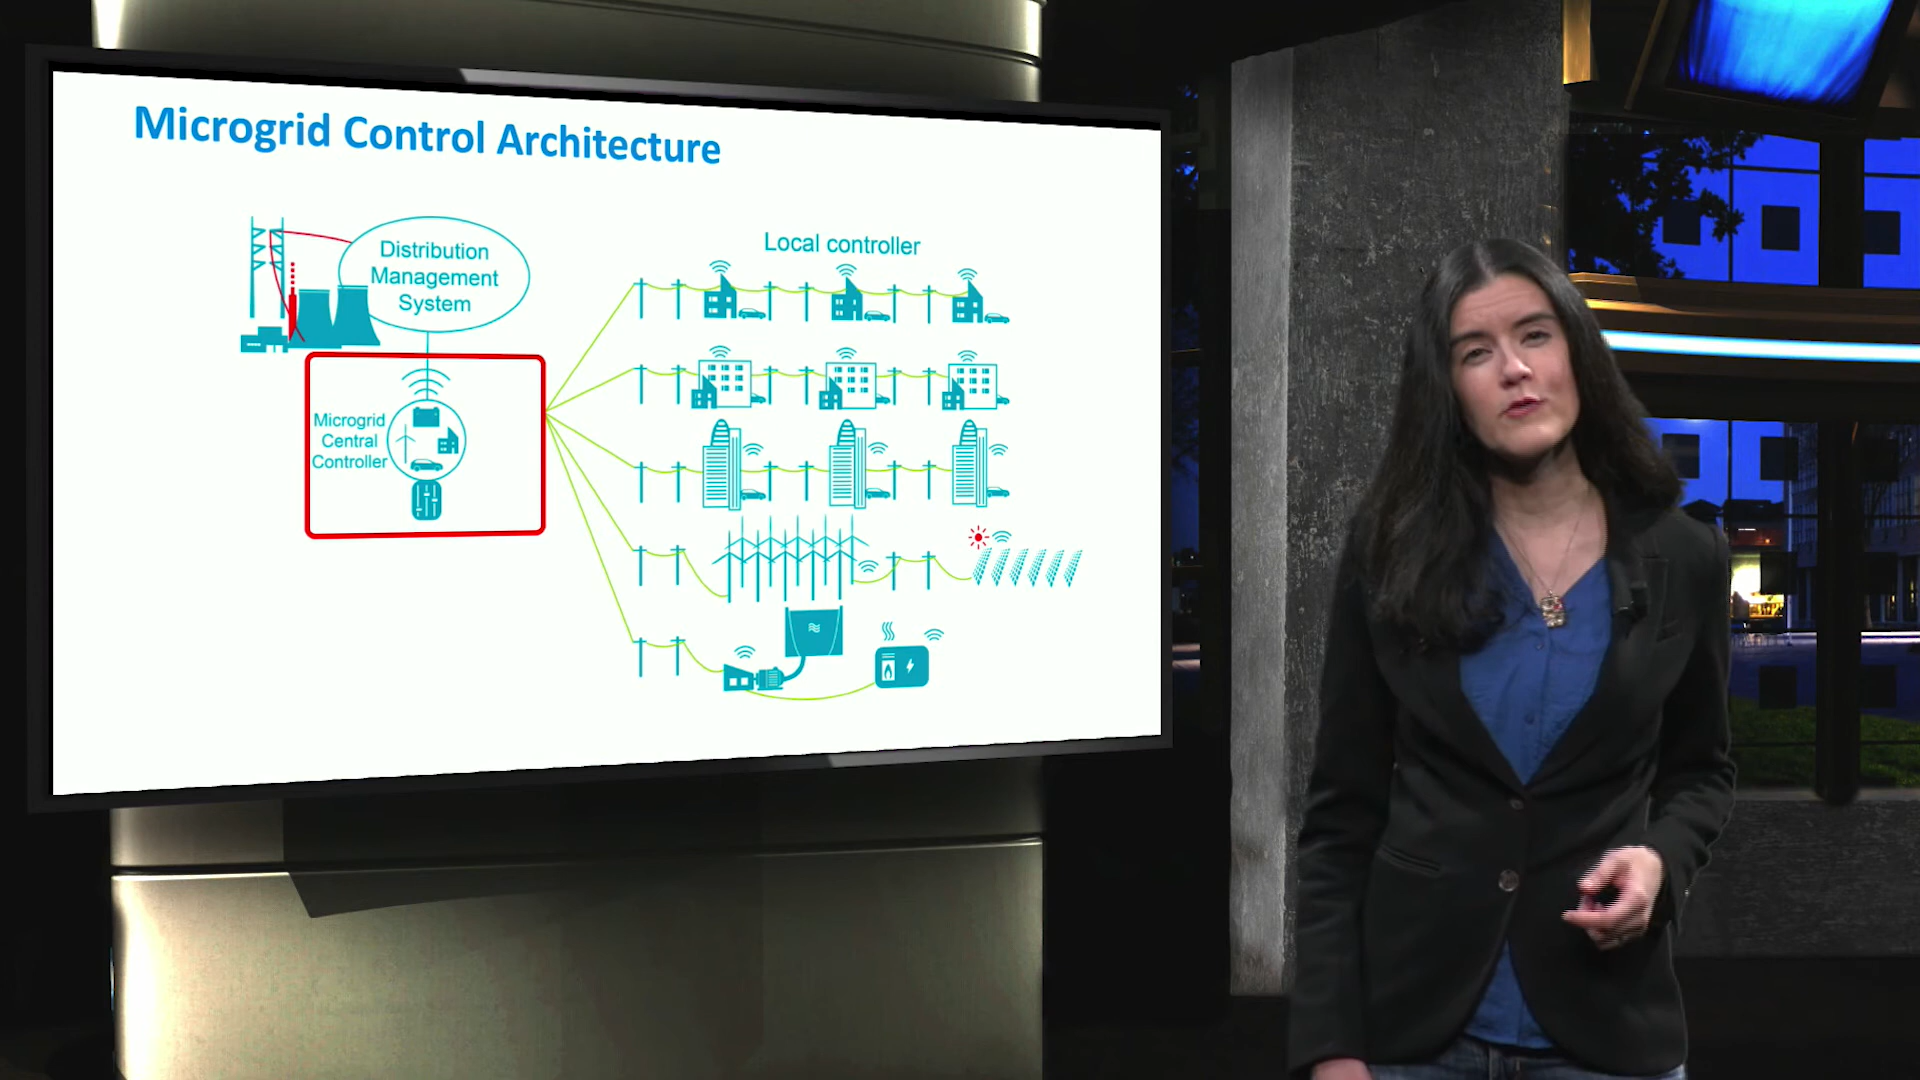 Microgrid Control Architecture
Distribution
Management
System
Local controller
Microgrid
Central
Controller